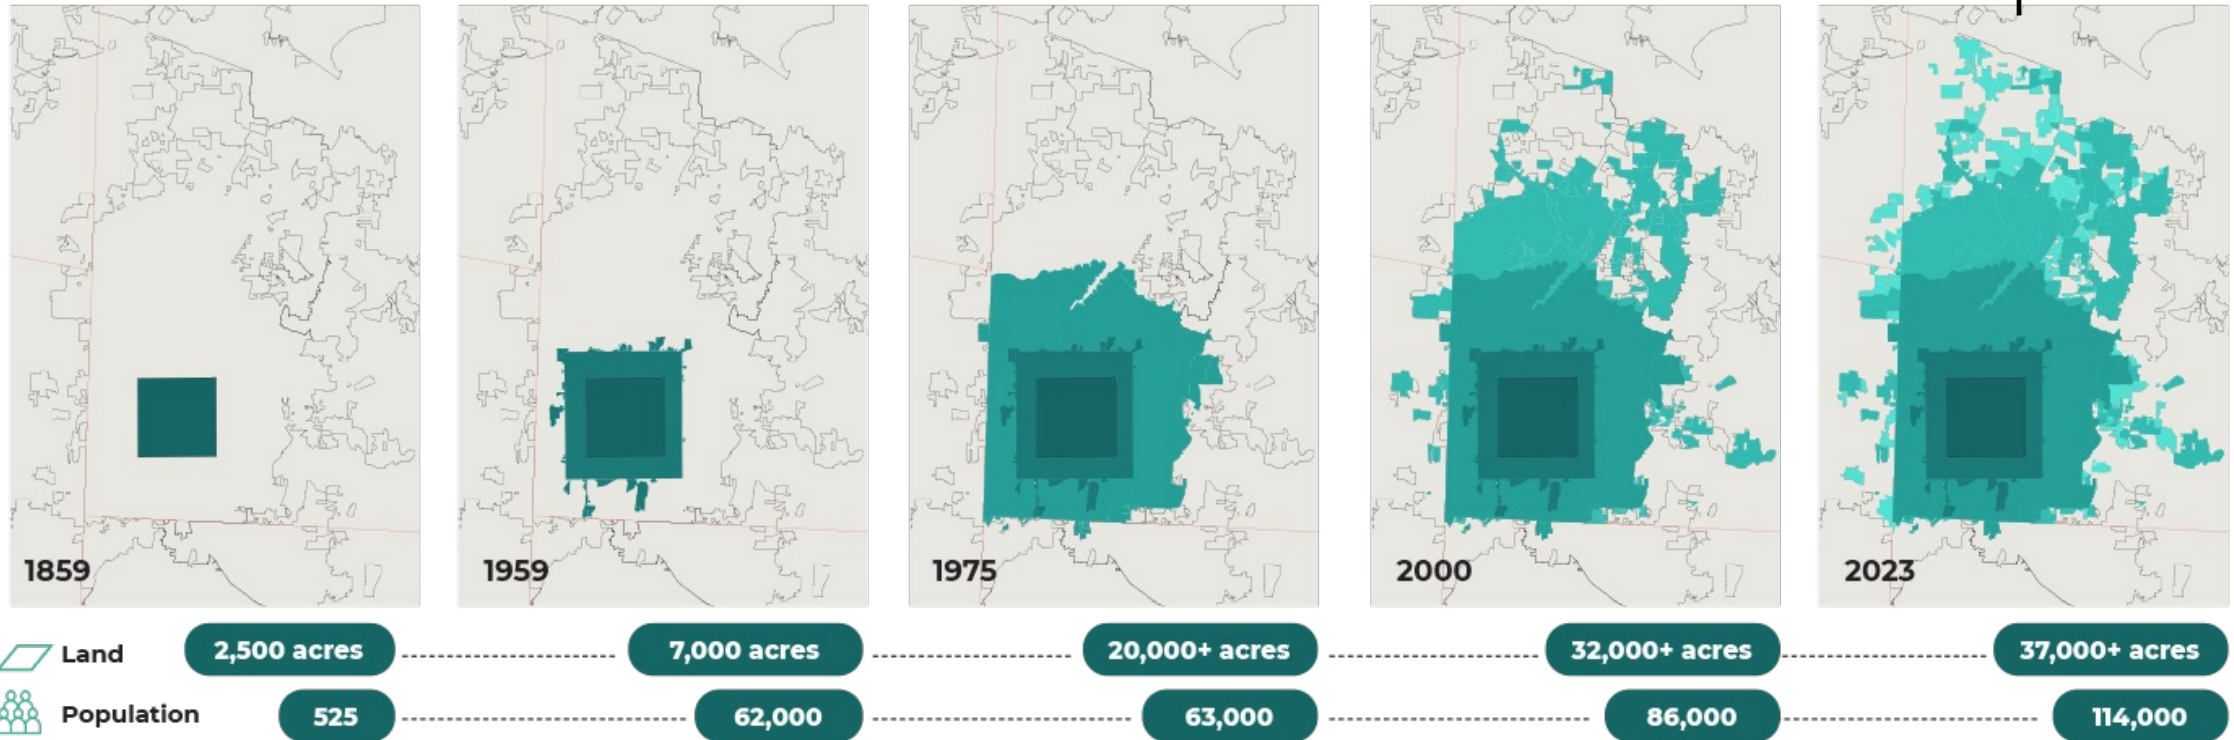 1859
1959
1975
2000
2023
Land
2,500 acres
7,000 acres
20,000+ acres
32,000+ acres
37,000+ acres
Population
525
62,000
63,000
86,000
114,000